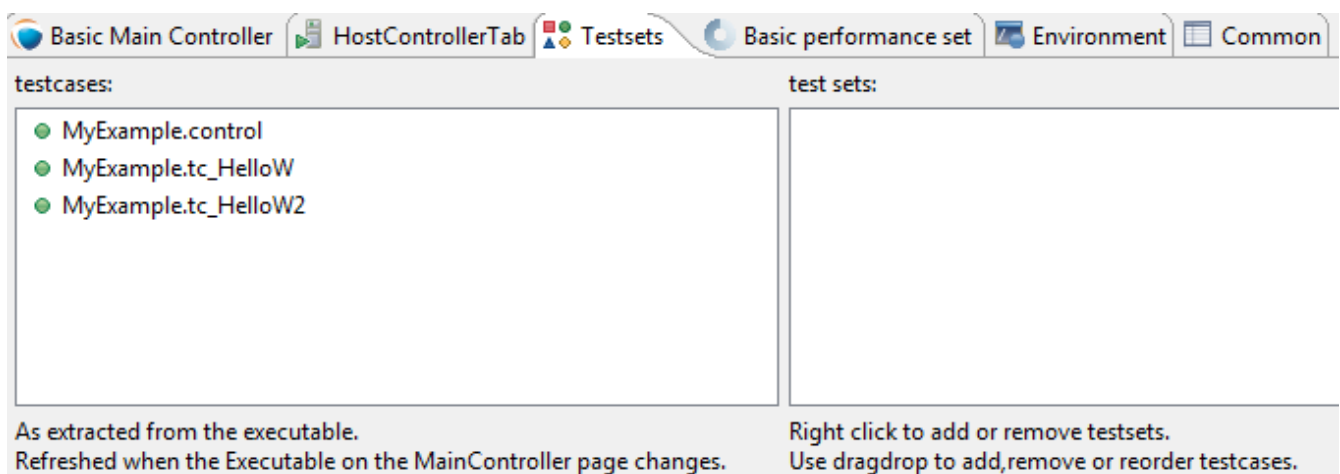 Basic Main Controller HostControllerTab Testsets Basic performance set Environment Common
testcases:
MyExample.control
MyExample.tc_HelloW
MyExample.tc_HelloW2
As extracted from the executable.
Refreshed when the Executable on the MainController page changes.
test sets:
Right click to add or remove testsets.
Use dragdrop to add,remove or reorder testcases.